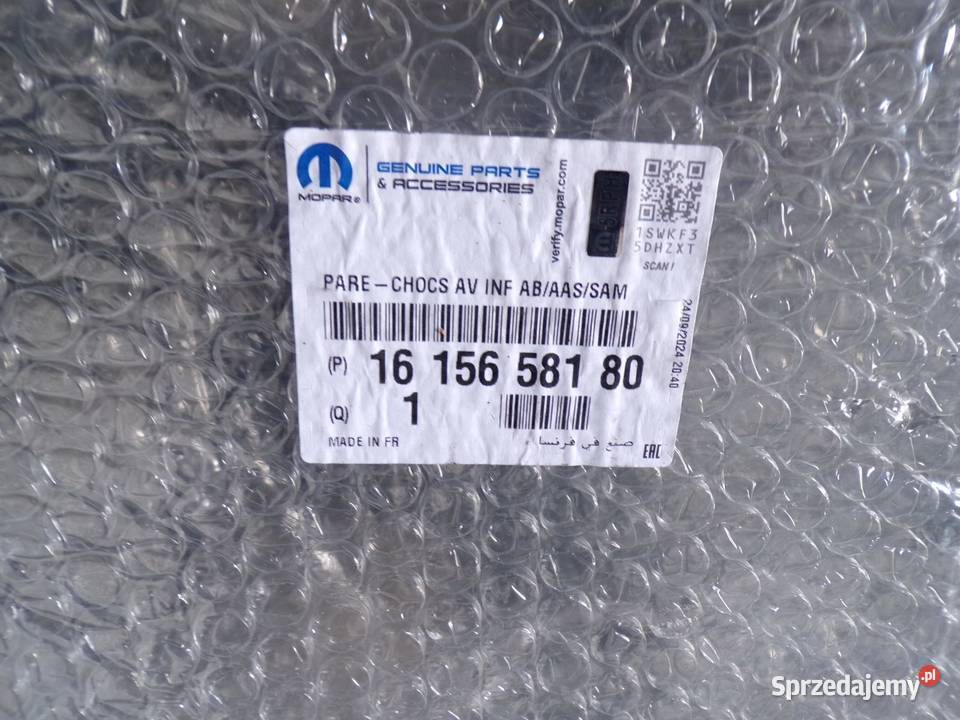 MOPAR®
GENUINE PARTS
& ACCESSORIES
verify.mopar.com
1SWKF3
5DHZXT
SCAN!
PARE-CHOCS AV INF AB/AAS/SAM
24/09/2024 20:40
(P) 16 156 581 80
(Q) 1
MADE IN FR
صنع في فرنسا
EAC
Sprzedajemy.pl